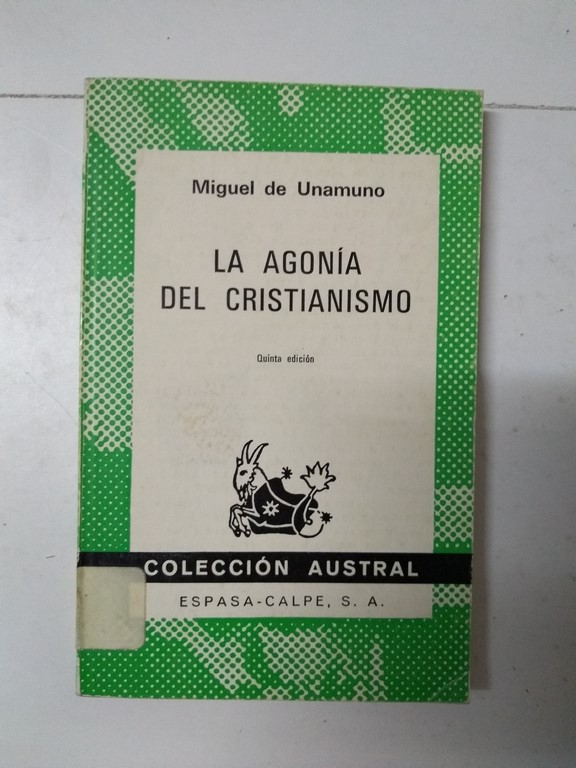 Miguel de Unamuno
LA AGONÍA
DEL CRISTIANISMO
Quinta edición
COLECCIÓN AUSTRAL
ESPASA-CALPE, S. A.